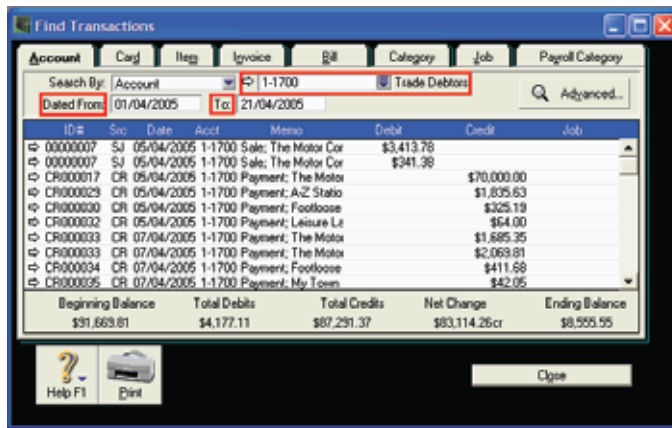 Find Transactions
Account Card Item Invoice Bill Category Job Payroll Category
Search By: Account 1-1700 Trade Debtors
Dated From: 01/04/2005 To: 21/04/2005 Advanced...
ID# Src Date Acct Memo Debit Credit Job
00000007 SJ 05/04/2005 1-1700 Sale; The Motor Cor $3,413.78
00000007 SJ 05/04/2005 1-1700 Sale; The Motor Cor $341.38
CR000017 CR 05/04/2005 1-1700 Payment; The Motor $70,000.00
CR000029 CR 05/04/2005 1-1700 Payment; A-Z Statio $1,835.63
CR000030 CR 05/04/2005 1-1700 Payment; Footloose $325.19
CR000032 CR 05/04/2005 1-1700 Payment; Leisure Le $64.00
CR000033 CR 07/04/2005 1-1700 Payment; The Motor $1,685.35
CR000033 CR 07/04/2005 1-1700 Payment; The Motor $2,069.81
CR000034 CR 07/04/2005 1-1700 Payment; Footloose $411.68
CR000035 CR 07/04/2005 1-1700 Payment; My Town $42.05
Beginning Balance Total Debits Total Credits Net Change Ending Balance
$91,669.81 $4,177.11 $87,291.37 $83,114.26cr $8,555.55
Help F1 Print Close